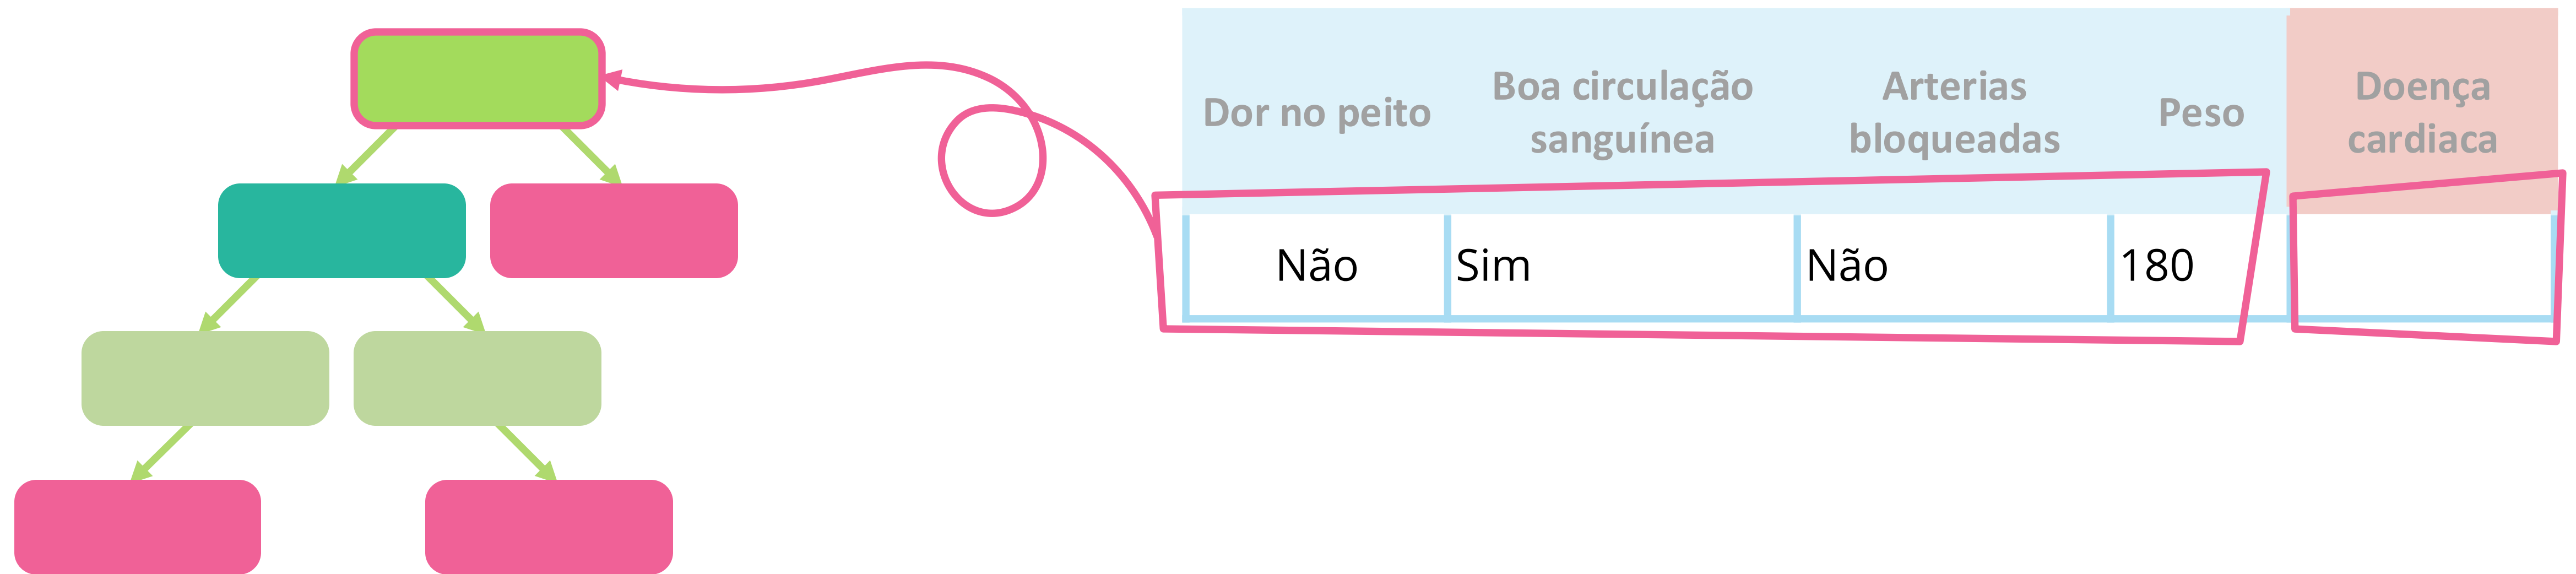 Dor no peito
Boa circulação
sanguínea
Arterias
bloqueadas
Peso
Doença
cardiaca
Não
Sim
Não
180